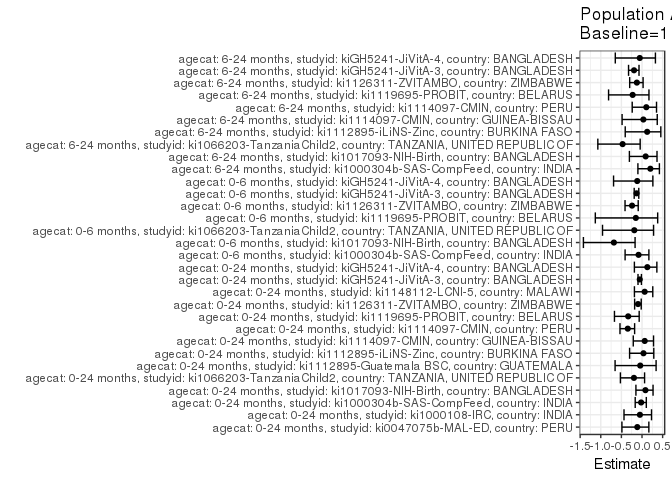 Population A
Baseline=1
agecat: 6-24 months, studyid: kiGH5241-JiVitA-4, country: BANGLADESH
agecat: 6-24 months, studyid: kiGH5241-JiVitA-3, country: BANGLADESH
agecat: 6-24 months, studyid: ki1126311-ZVITAMBO, country: ZIMBABWE
agecat: 6-24 months, studyid: ki1119695-PROBIT, country: BELARUS
agecat: 6-24 months, studyid: ki1114097-CMIN, country: PERU
agecat: 6-24 months, studyid: ki1114097-CMIN, country: GUINEA-BISSAU
agecat: 6-24 months, studyid: ki1112895-iLiNS-Zinc, country: BURKINA FASO
agecat: 6-24 months, studyid: ki1066203-TanzaniaChild2, country: TANZANIA, UNITED REPUBLIC OF
agecat: 6-24 months, studyid: ki1017093-NIH-Birth, country: BANGLADESH
agecat: 6-24 months, studyid: ki1000304b-SAS-CompFeed, country: INDIA
agecat: 0-6 months, studyid: kiGH5241-JiVitA-4, country: BANGLADESH
agecat: 0-6 months, studyid: kiGH5241-JiVitA-3, country: BANGLADESH
agecat: 0-6 months, studyid: ki1126311-ZVITAMBO, country: ZIMBABWE
agecat: 0-6 months, studyid: ki1119695-PROBIT, country: BELARUS
agecat: 0-6 months, studyid: ki1066203-TanzaniaChild2, country: TANZANIA, UNITED REPUBLIC OF
agecat: 0-6 months, studyid: ki1017093-NIH-Birth, country: BANGLADESH
agecat: 0-6 months, studyid: ki1000304b-SAS-CompFeed, country: INDIA
agecat: 0-24 months, studyid: kiGH5241-JiVitA-4, country: BANGLADESH
agecat: 0-24 months, studyid: kiGH5241-JiVitA-3, country: BANGLADESH
agecat: 0-24 months, studyid: ki1148112-LCNI-5, country: MALAWI
agecat: 0-24 months, studyid: ki1126311-ZVITAMBO, country: ZIMBABWE
agecat: 0-24 months, studyid: ki1119695-PROBIT, country: BELARUS
agecat: 0-24 months, studyid: ki1114097-CMIN, country: PERU
agecat: 0-24 months, studyid: ki1114097-CMIN, country: GUINEA-BISSAU
agecat: 0-24 months, studyid: ki1112895-iLiNS-Zinc, country: BURKINA FASO
agecat: 0-24 months, studyid: ki1112895-Guatemala BSC, country: GUATEMALA
agecat: 0-24 months, studyid: ki1066203-TanzaniaChild2, country: TANZANIA, UNITED REPUBLIC OF
agecat: 0-24 months, studyid: ki1017093-NIH-Birth, country: BANGLADESH
agecat: 0-24 months, studyid: ki1000304b-SAS-CompFeed, country: INDIA
agecat: 0-24 months, studyid: ki1000108-IRC, country: INDIA
agecat: 0-24 months, studyid: ki0047075b-MAL-ED, country: PERU
-1.5 -1.0 -0.5 0.0 0.5
Estimate